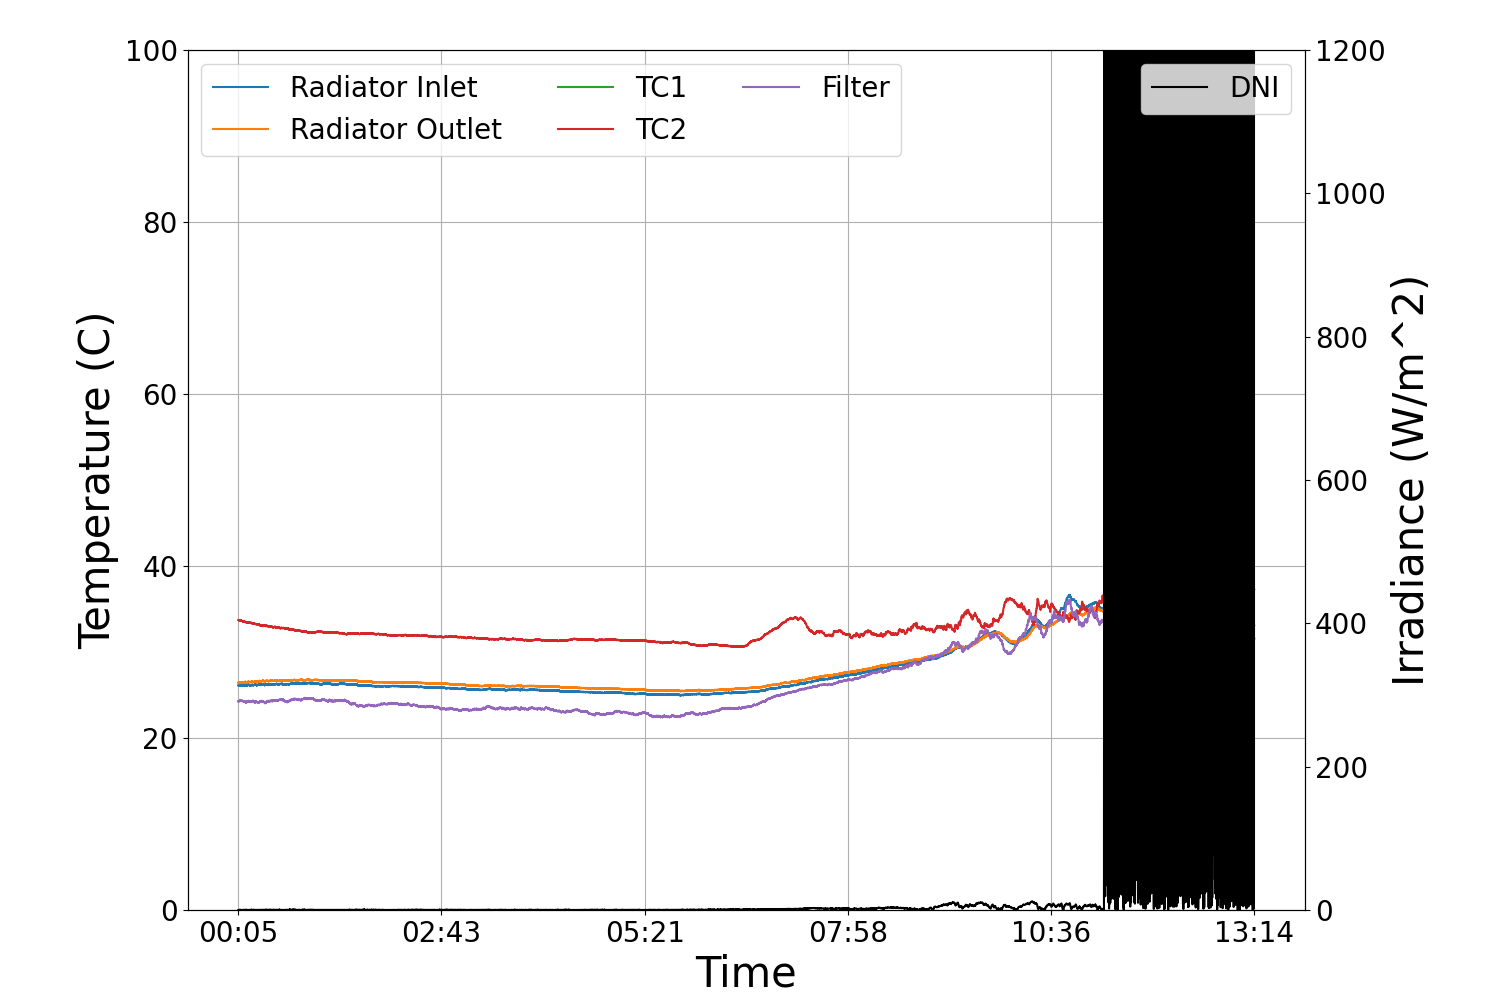 100
80
60
40
20
0
Temperature (C)
Radiator Inlet
Radiator Outlet
TC1
TC2
Filter
DNI
1200
1000
800
600
400
200
0
Irradiance (W/m^2)
00:05 02:43 05:21 07:58 10:36 13:14
Time